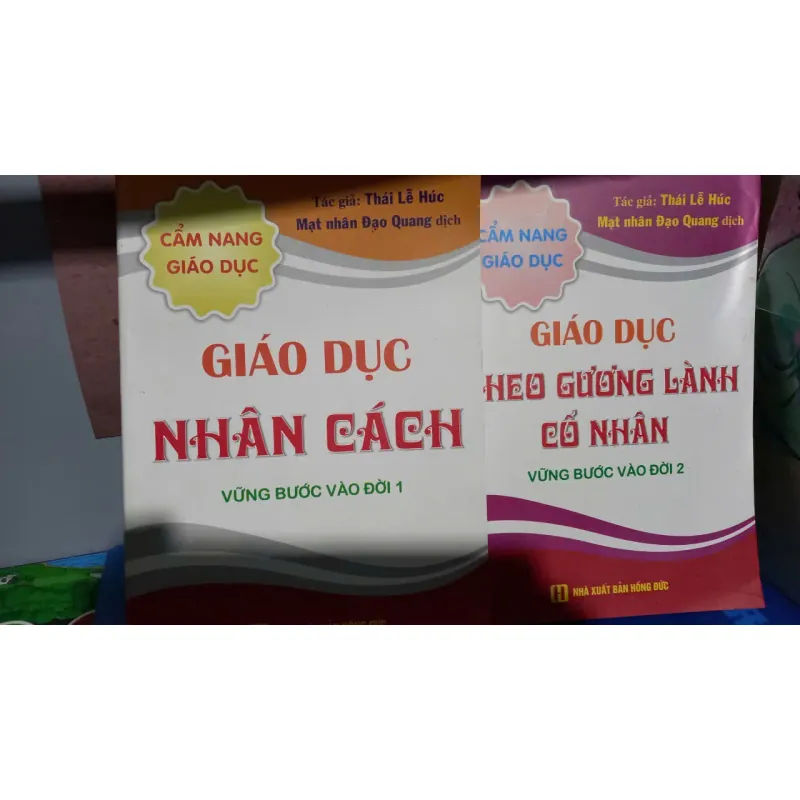 Tác giả: Thái Lễ Húc
Mạt nhân Đạo Quang dịch
CẨM NANG
GIÁO DỤC
GIÁO DỤC
NHÂN CÁCH
VỮNG BƯỚC VÀO ĐỜI 1
Tác giả: Thái Lễ Húc
Mạt nhân Đạo Quang dịch
CẨM NANG
GIÁO DỤC
GIÁO DỤC
HEO GƯƠNG LÀNH
CỔ NHÂN
VỮNG BƯỚC VÀO ĐỜI 2
NHÀ XUẤT BẢN HỒNG ĐỨC